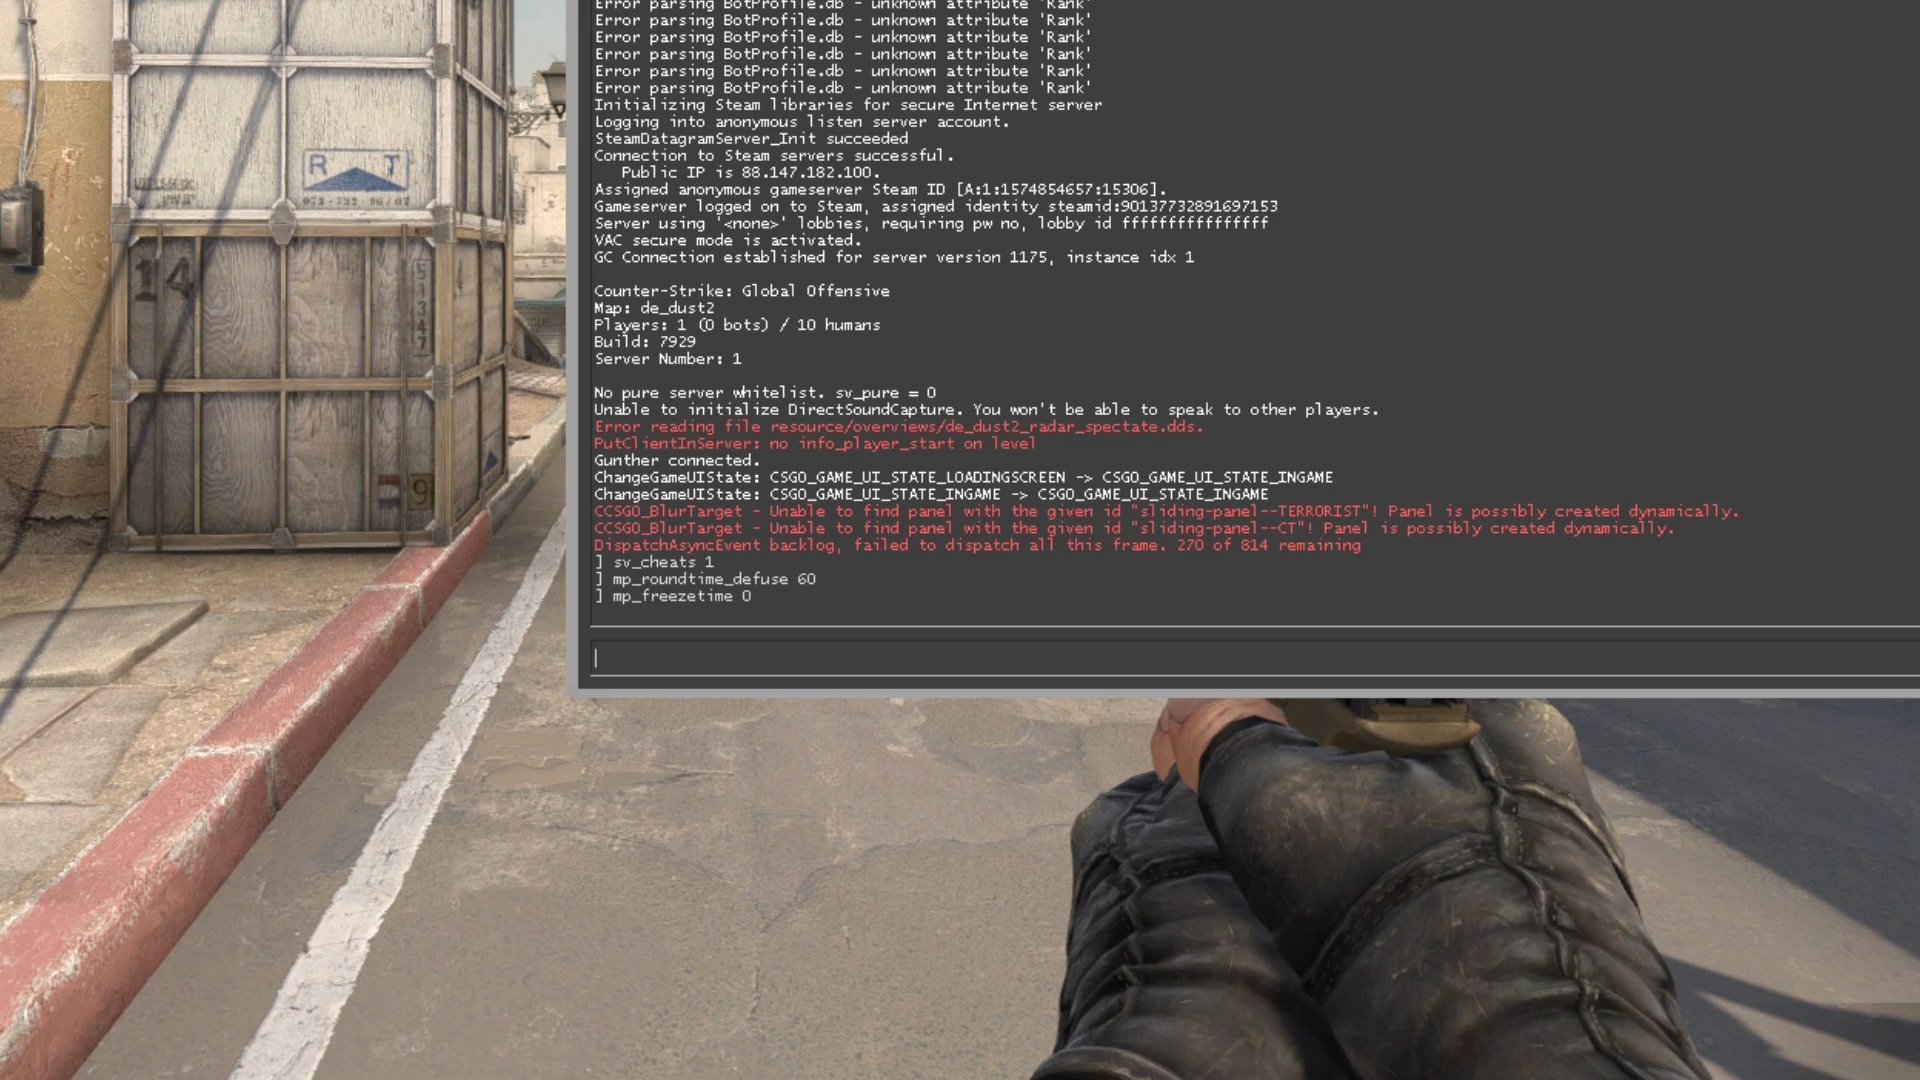 Error parsing BotProfile.db - unknown attribute 'Rank'
Error parsing BotProfile.db - unknown attribute 'Rank'
Error parsing BotProfile.db - unknown attribute 'Rank'
Error parsing BotProfile.db - unknown attribute 'Rank'
Error parsing BotProfile.db - unknown attribute 'Rank'
Error parsing BotProfile.db - unknown attribute 'Rank'
Initializing Steam libraries for secure Internet server
Logging into anonymous listen server account.
SteamDatagramServer_Init succeeded
Connection to Steam servers successful.
Public IP is 88.147.182.100.
Assigned anonymous gameserver Steam ID [A:1:1574854657:15306].
Gameserver logged on to Steam, assigned identity steamid:90137732891697153
Server using '<none>' lobbies, requiring pw no, lobby id ffffffffffffffff
VAC secure mode is activated.
GC Connection established for server version 1175, instance idx 1
Counter-Strike: Global Offensive
Map: de_dust2
Players: 1 (0 bots) / 10 humans
Build: 7929
Server Number: 1
No pure server whitelist. sv_pure = 0
Unable to initialize DirectSoundCapture. You won't be able to speak to other players.
Error reading file resource/overviews/de_dust2_radar_spectate.dds.
PutClientInServer: no info_player_start on level
Gunther connected.
ChangeGameUIState: CSGO_GAME_UI_STATE_LOADINGSCREEN -> CSGO_GAME_UI_STATE_INGAME
ChangeGameUIState: CSGO_GAME_UI_STATE_INGAME -> CSGO_GAME_UI_STATE_INGAME
CCSGO_BlurTarget - Unable to find panel with the given id "sliding-panel--TERRORIST"! Panel is possibly created dynamically.
CCSGO_BlurTarget - Unable to find panel with the given id "sliding-panel--CT"! Panel is possibly created dynamically.
DispatchAsyncEvent backlog, failed to dispatch all this frame. 270 of 814 remaining
] sv_cheats 1
] mp_roundtime_defuse 60
] mp_freezetime 0
R T
14
5
1
3
4
7
9